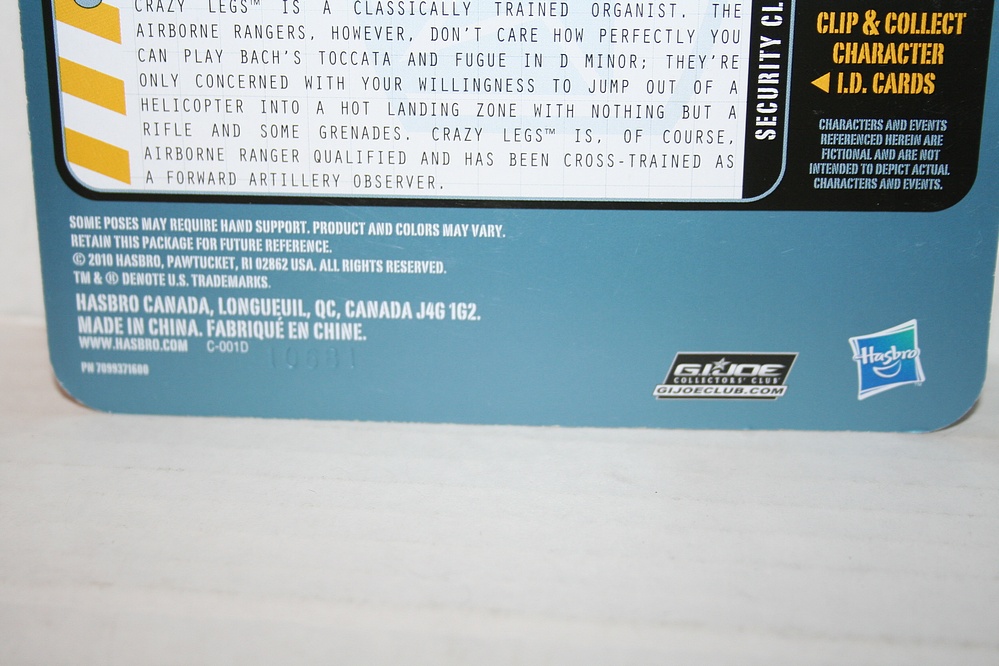 CRAZY LEGS™ IS A CLASSICALLY TRAINED ORGANIST. THE
AIRBORNE RANGERS, HOWEVER, DON'T CARE HOW PERFECTLY YOU
CAN PLAY BACH'S TOCCATA AND FUGUE IN D MINOR; THEY'RE
ONLY CONCERNED WITH YOUR WILLINGNESS TO JUMP OUT OF A
HELICOPTER INTO A HOT LANDING ZONE WITH NOTHING BUT A
RIFLE AND SOME GRENADES. CRAZY LEGS™ IS, OF COURSE,
AIRBORNE RANGER QUALIFIED AND HAS BEEN CROSS-TRAINED AS
A FORWARD ARTILLERY OBSERVER.
SECURITY CL
CLIP & COLLECT
CHARACTER
I.D. CARDS
CHARACTERS AND EVENTS
REFERENCED HEREIN ARE
FICTIONAL AND ARE NOT
INTENDED TO DEPICT ACTUAL
CHARACTERS AND EVENTS.
SOME POSES MAY REQUIRE HAND SUPPORT. PRODUCT AND COLORS MAY VARY.
RETAIN THIS PACKAGE FOR FUTURE REFERENCE.
© 2010 HASBRO, PAWTUCKET, RI 02862 USA. ALL RIGHTS RESERVED.
TM & ® DENOTE U.S. TRADEMARKS.
HASBRO CANADA, LONGUEUIL, QC, CANADA J4G 1G2.
MADE IN CHINA. FABRIQUÉ EN CHINE.
WWW.HASBRO.COM C-001D
PN 7099371600
G.I. JOE
COLLECTORS' CLUB
GIJOECLUB.COM
Hasbro